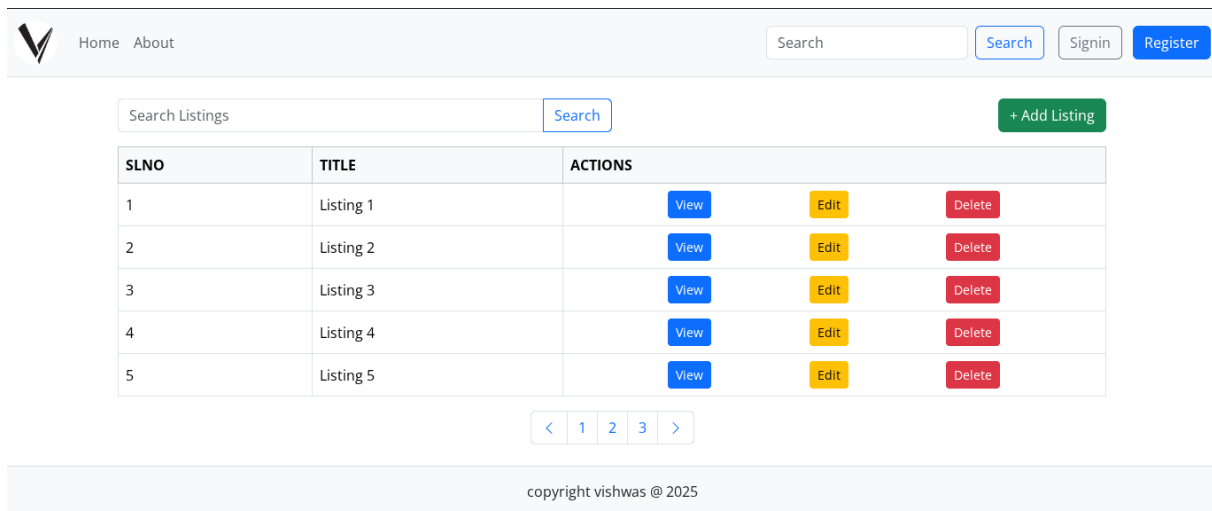 Home About Search Search Signin Register
Search Listings Search + Add Listing
SLNO TITLE ACTIONS
1 Listing 1 View Edit Delete
2 Listing 2 View Edit Delete
3 Listing 3 View Edit Delete
4 Listing 4 View Edit Delete
5 Listing 5 View Edit Delete
1 2 3
copyright vishwas @ 2025